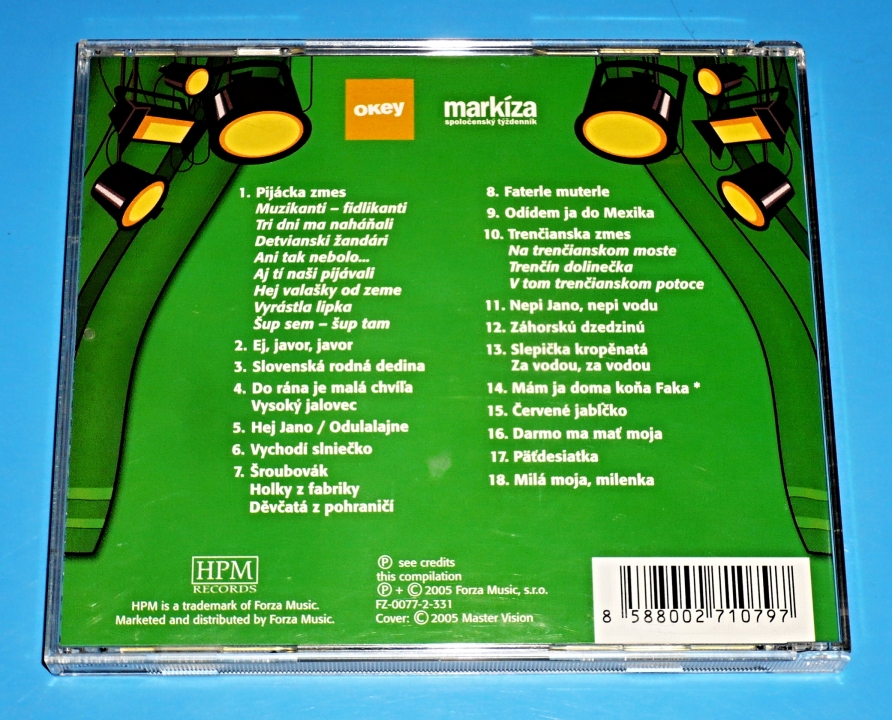 oKey
markíza
spoločenský týždenník
1. Pijácka zmes
Muzikanti – fidlikanti
Tri dni ma naháňali
Detvianski žandári
Ani tak nebolo...
Aj tí naši pijávali
Hej valašky od zeme
Vyrástla lipka
Šup sem – šup tam
2. Ej, javor, javor
3. Slovenská rodná dedina
4. Do rána je malá chvíľa
Vysoký jalovec
5. Hej Jano / Odulalajne
6. Vychodí slniečko
7. Šroubovák
Holky z fabriky
Děvčatá z pohraničí
8. Faterle muterle
9. Odídem ja do Mexika
10. Trenčianska zmes
Na trenčianskom moste
Trenčín dolinečka
V tom trenčianskom potoce
11. Nepi Jano, nepi vodu
12. Záhorskú dzedzinú
13. Slepička kropěnatá
Za vodou, za vodou
14. Mám ja doma koňa Faka *
15. Červené jabĺčko
16. Darmo ma mať moja
17. Päťdesiatka
18. Milá moja, milenka
HPM
RECORDS
HPM is a trademark of Forza Music.
Marketed and distributed by Forza Music.
Ⓟ see credits
this compilation
Ⓟ + © 2005 Forza Music, s.r.o.
FZ-0077-2-331
Cover: © 2005 Master Vision
8 588002 710797